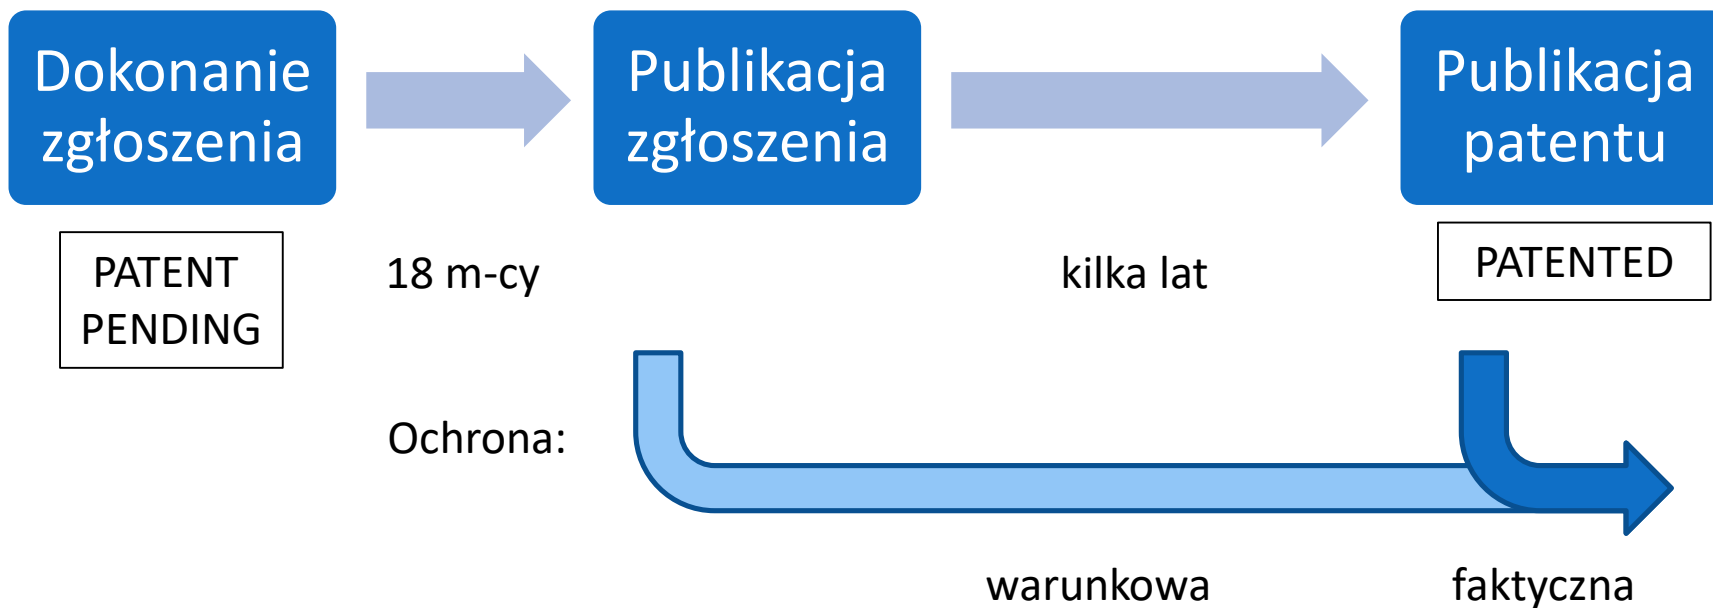 Dokonanie
zgłoszenia
Publikacja
zgłoszenia
Publikacja
patentu
PATENT
PENDING
18 m-cy
kilka lat
PATENTED
Ochrona:
warunkowa
faktyczna